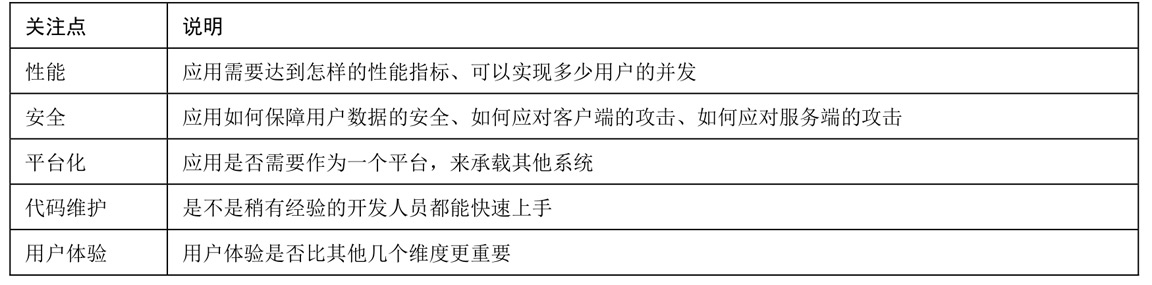 关注点 说明
性能 应用需要达到怎样的性能指标、可以实现多少用户的并发
安全 应用如何保障用户数据的安全、如何应对客户端的攻击、如何应对服务端的攻击
平台化 应用是否需要作为一个平台，来承载其他系统
代码维护 是不是稍有经验的开发人员都能快速上手
用户体验 用户体验是否比其他几个维度更重要